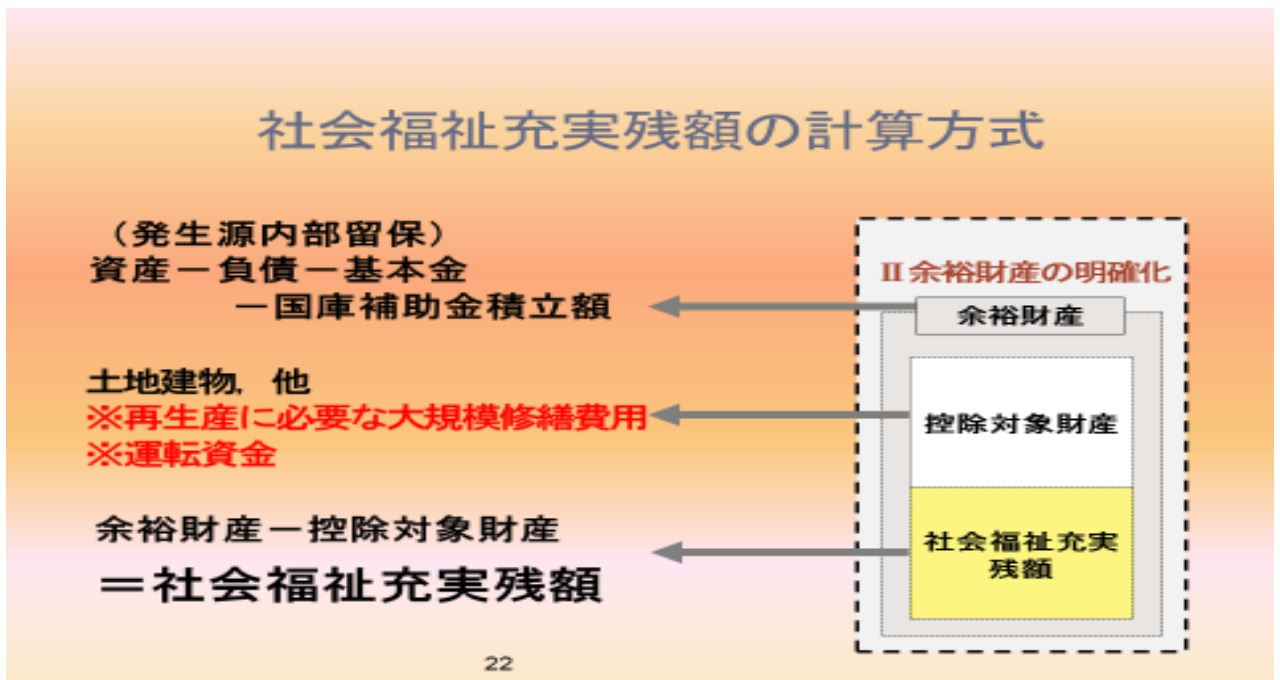 社会福祉充実残額の計算方式
（発生源内部留保）
資産－負債－基本金
－国庫補助金積立額
土地建物，他
※再生産に必要な大規模修繕費用
※運転資金
余裕財産－控除対象財産
＝社会福祉充実残額
Ⅱ余裕財産の明確化
余裕財産
控除対象財産
社会福祉充実
残額
22